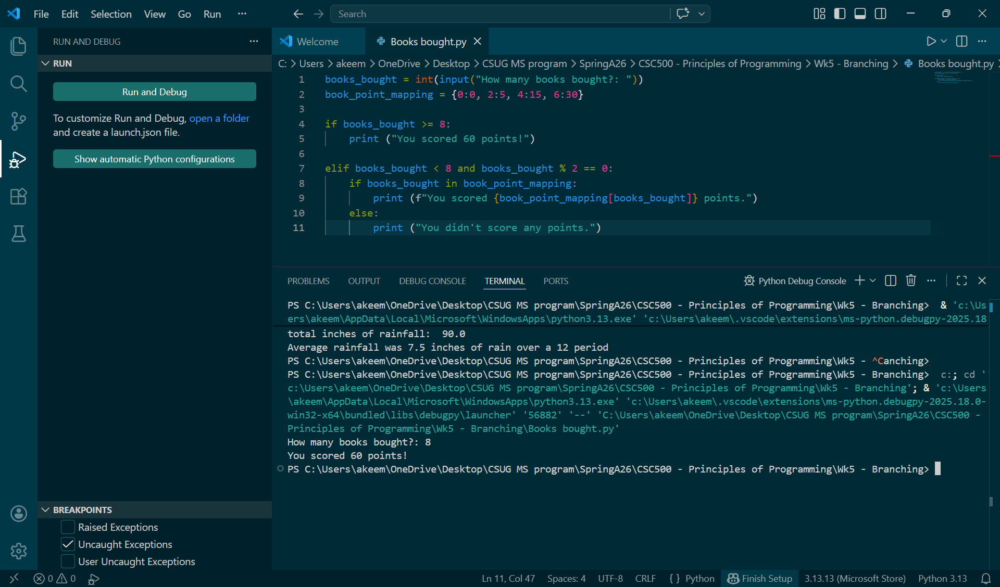 File Edit Selection View Go Run ...
Search
RUN AND DEBUG ...
RUN
Run and Debug
To customize Run and Debug, open a folder
and create a launch.json file.
Show automatic Python configurations
Welcome
Books bought.py
C: > Users > akeem > OneDrive > Desktop > CSUG MS program > SpringA26 > CSC500 - Principles of Programming > Wk5 - Branching > Books bought.py >
1 books_bought = int(input("How many books bought?: "))
2 book_point_mapping = {0:0, 2:5, 4:15, 6:30}
3
4 if books_bought >= 8:
5     print ("You scored 60 points!")
6
7 elif books_bought < 8 and books_bought % 2 == 0:
8     if books_bought in book_point_mapping:
9         print (f"You scored {book_point_mapping[books_bought]} points.")
10     else:
11         print ("You didn't score any points.")
PROBLEMS OUTPUT DEBUG CONSOLE TERMINAL PORTS
Python Debug Console
PS C:\Users\akeem\OneDrive\Desktop\CSUG MS program\SpringA26\CSC500 - Principles of Programming\Wk5 - Branching>  & 'c:\Us
ers\akeem\AppData\Local\Microsoft\WindowsApps\python3.13.exe' 'c:\Users\akeem\.vscode\extensions\ms-python.debugpy-2025.18
total inches of rainfall:  90.0
Average rainfall was 7.5 inches of rain over a 12 period
PS C:\Users\akeem\OneDrive\Desktop\CSUG MS program\SpringA26\CSC500 - Principles of Programming\Wk5 - ^Canching>
PS C:\Users\akeem\OneDrive\Desktop\CSUG MS program\SpringA26\CSC500 - Principles of Programming\Wk5 - Branching>  c:; cd '
c:\Users\akeem\OneDrive\Desktop\CSUG MS program\SpringA26\CSC500 - Principles of Programming\Wk5 - Branching'; & 'c:\Users
\akeem\AppData\Local\Microsoft\WindowsApps\python3.13.exe' 'c:\Users\akeem\.vscode\extensions\ms-python.debugpy-2025.18.0-
win32-x64\bundled\libs\debugpy\launcher' '56882' '--' 'C:\Users\akeem\OneDrive\Desktop\CSUG MS program\SpringA26\CSC500 -
Principles of Programming\Wk5 - Branching\Books bought.py'
How many books bought?: 8
You scored 60 points!
PS C:\Users\akeem\OneDrive\Desktop\CSUG MS program\SpringA26\CSC500 - Principles of Programming\Wk5 - Branching>
BREAKPOINTS
Raised Exceptions
Uncaught Exceptions
User Uncaught Exceptions
0 0
Ln 11, Col 47 Spaces: 4 UTF-8 CRLF { } Python Finish Setup 3.13.13 (Microsoft Store) Python 3.13